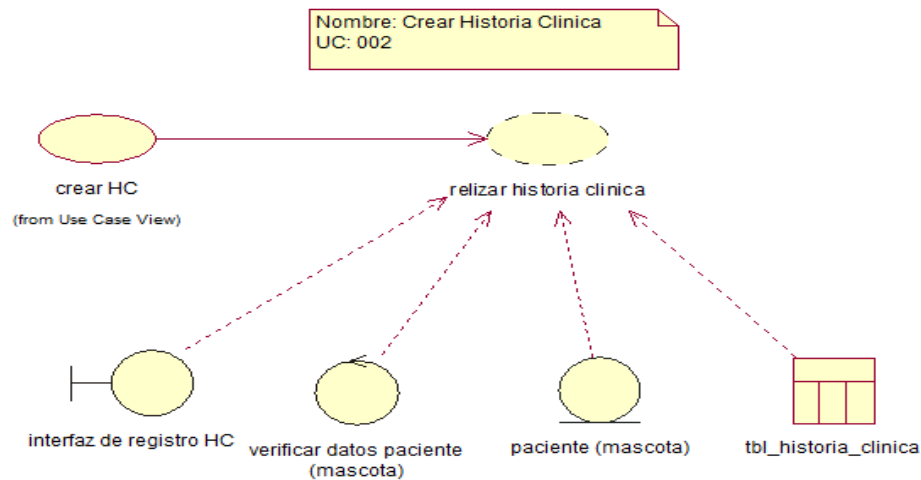 Nombre: Crear Historia Clinica
UC: 002
crear HC
(from Use Case View)
relizar historia clinica
interfaz de registro HC
verificar datos paciente
(mascota)
paciente (mascota)
tbl_historia_clinica